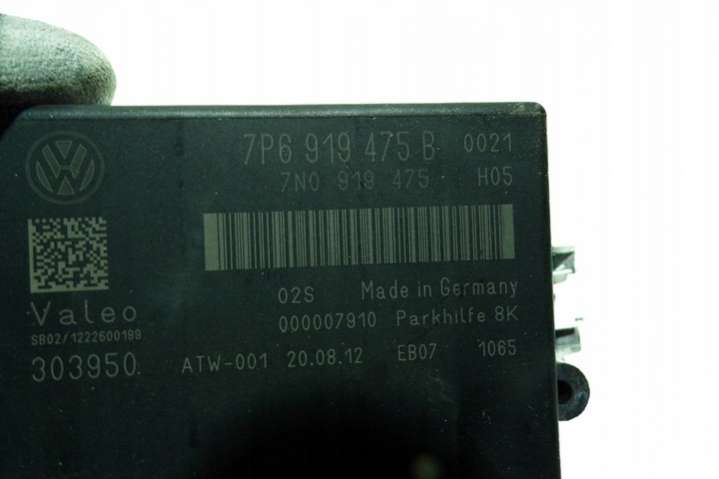 7P6 919 475 B 0021
7N0 919 475 H05
02S Made in Germany
Valeo
000007910 Parkhilfe 8K
SB02/1222600199
303950 ATW-001 20.08.12 EB07 1065